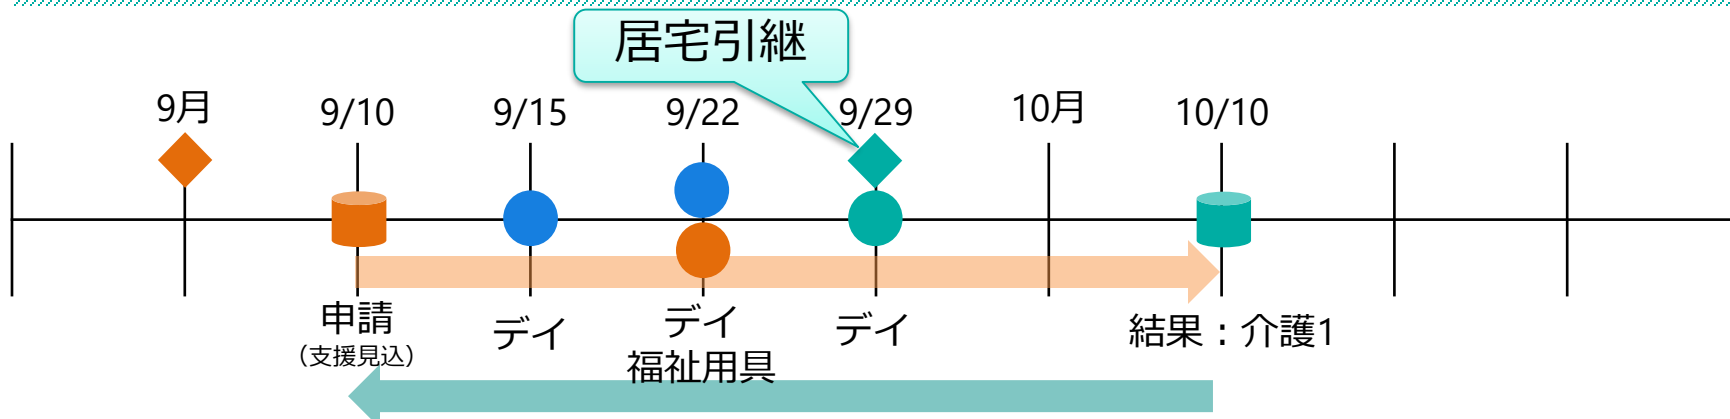 居宅引継
9月
9/10
9/15
9/22
9/29
10月
10/10
申請
（支援見込）
デイ
デイ
福祉用具
デイ
結果：介護1